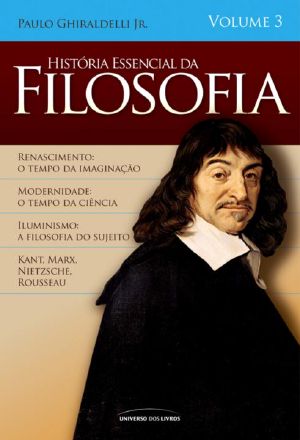 PAULO GHIRALDELLI JR. VOLUME 3
HISTÓRIA ESSENCIAL DA
FILOSOFIA
RENASCIMENTO:
O TEMPO DA IMAGINAÇÃO
MODERNIDADE:
O TEMPO DA CIÊNCIA
ILUMINISMO:
A FILOSOFIA DO SUJEITO
KANT, MARX,
NIETZSCHE,
ROUSSEAU
UNIVERSO DOS LIVROS